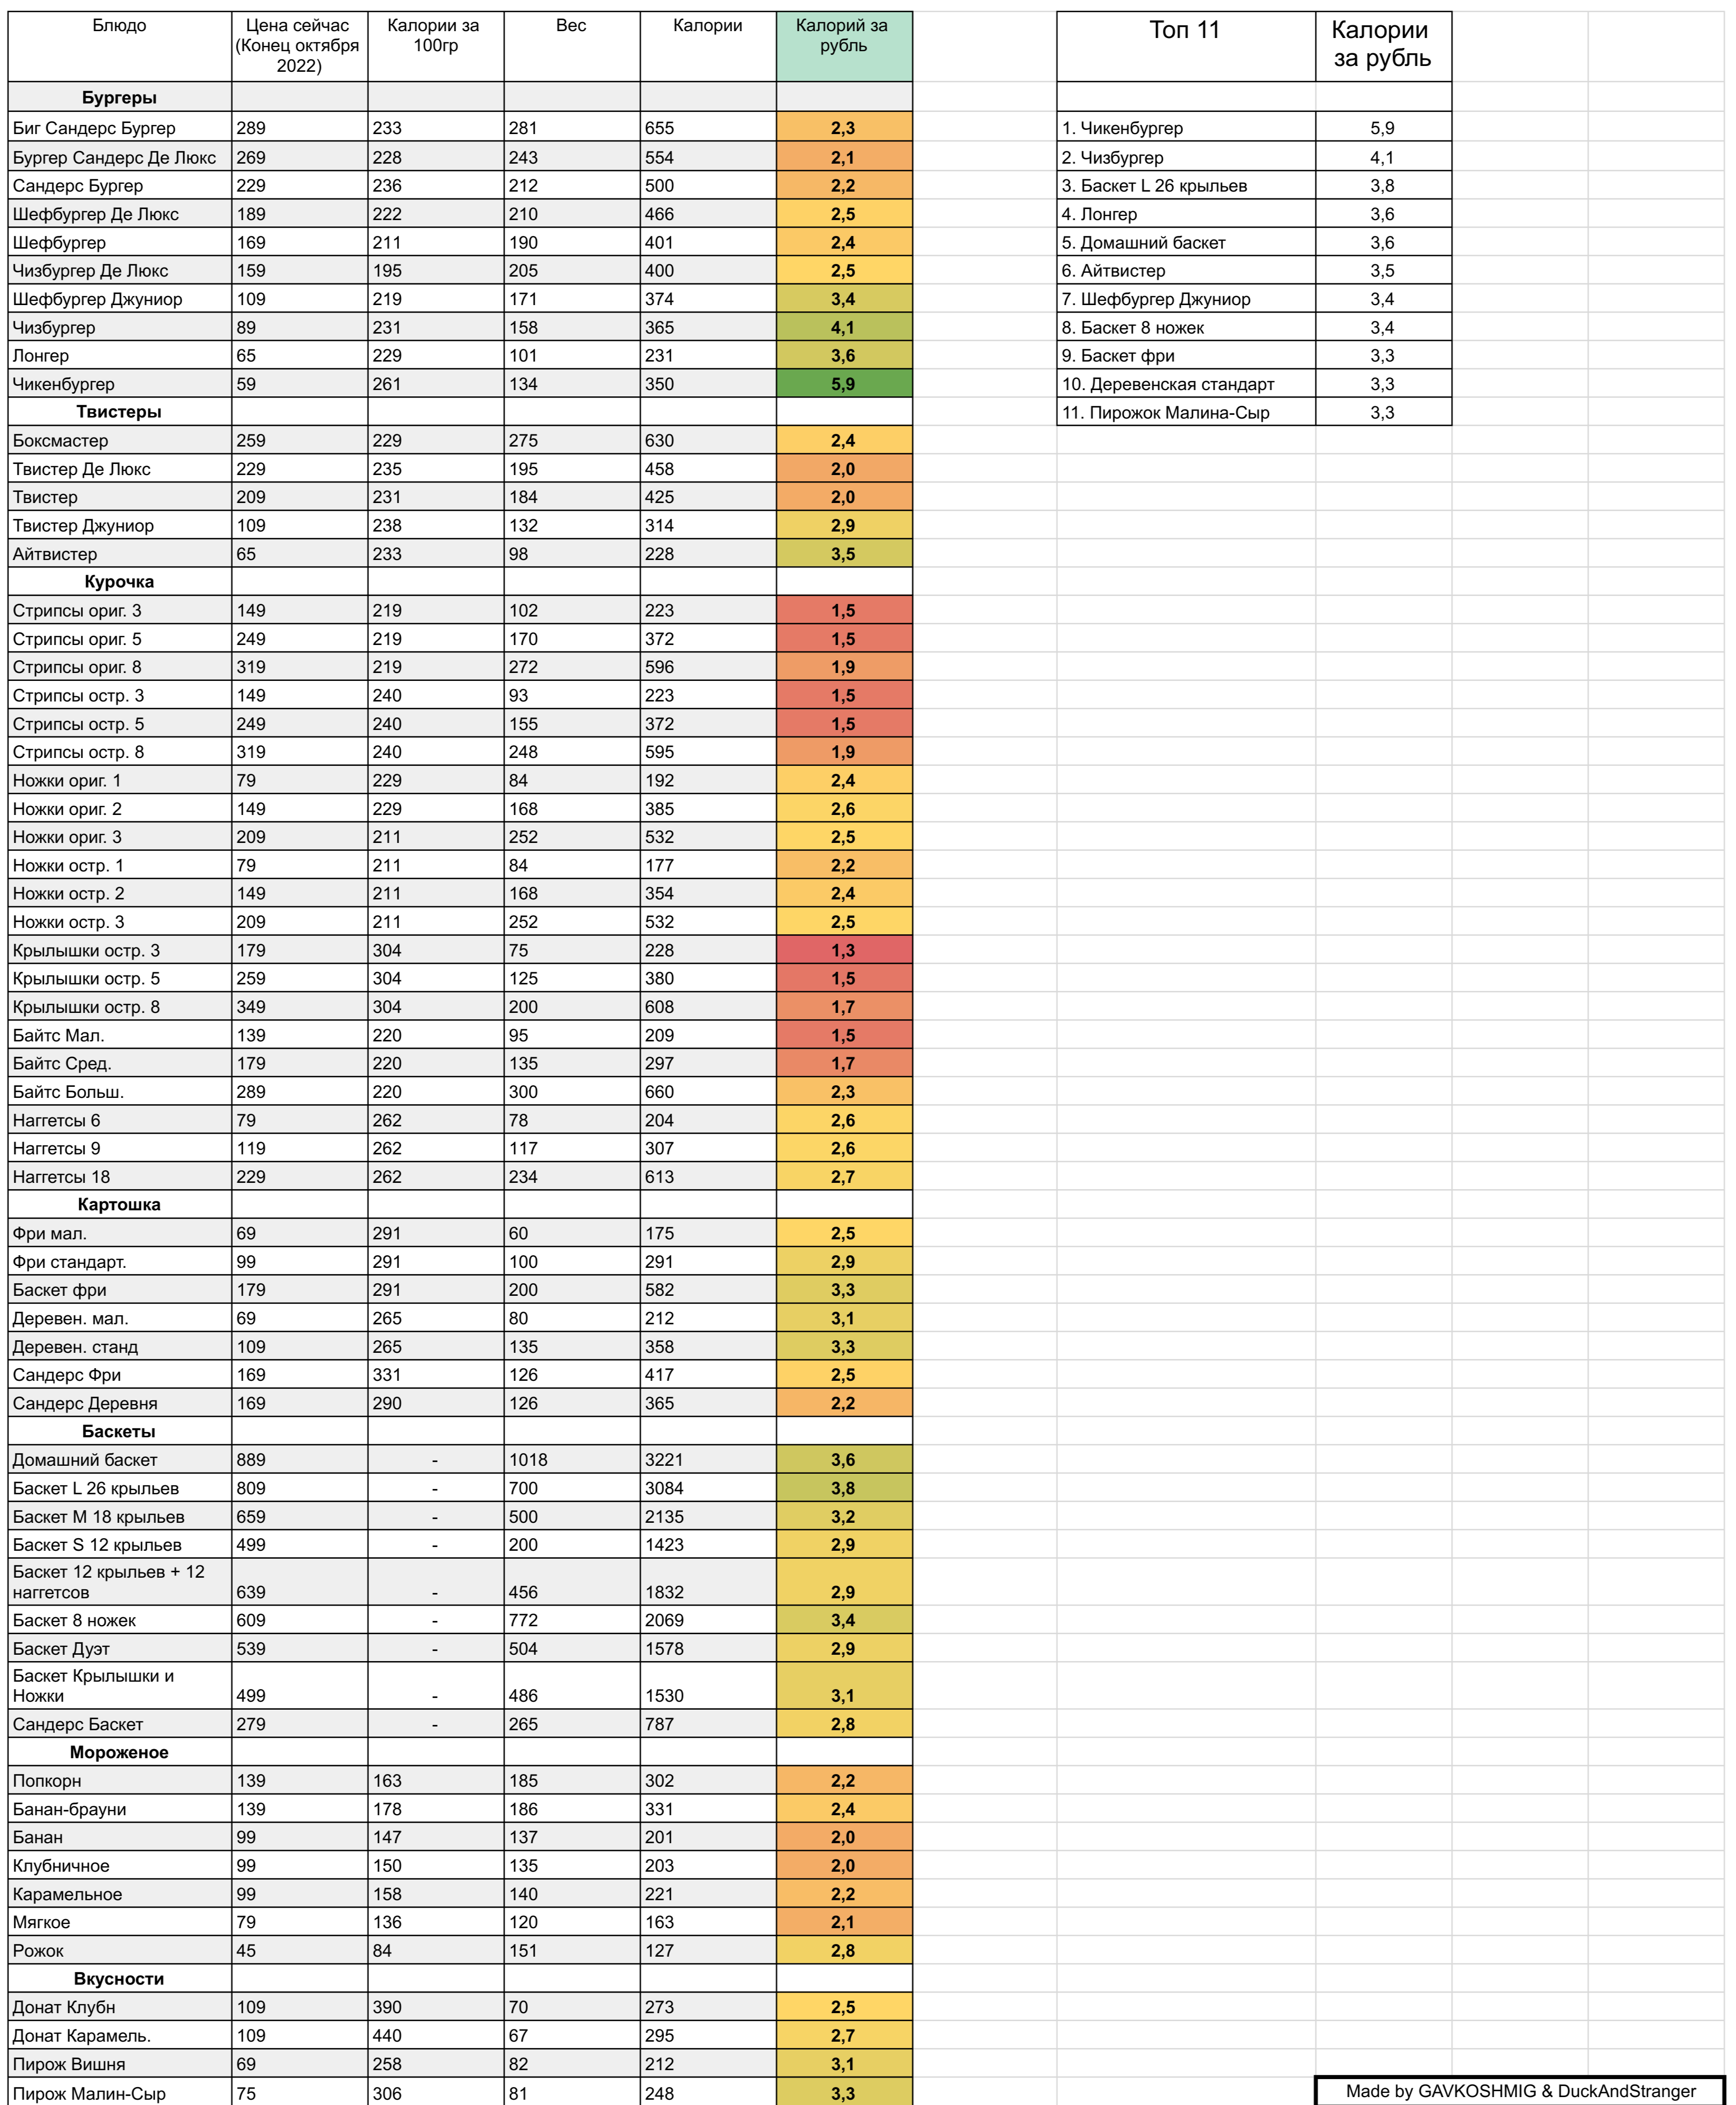 Блюдо Цена сейчас (Конец октября 2022) Калории за 100гр Вес Калории Калорий за рубль
Бургеры
Биг Сандерс Бургер 289 233 281 655 2,3
Бургер Сандерс Де Люкс 269 228 243 554 2,1
Сандерс Бургер 229 236 212 500 2,2
Шефбургер Де Люкс 189 222 210 466 2,5
Шефбургер 169 211 190 401 2,4
Чизбургер Де Люкс 159 195 205 400 2,5
Шефбургер Джуниор 109 219 171 374 3,4
Чизбургер 89 231 158 365 4,1
Лонгер 65 229 101 231 3,6
Чикенбургер 59 261 134 350 5,9
Твистеры
Боксмастер 259 229 275 630 2,4
Твистер Де Люкс 229 235 195 458 2,0
Твистер 209 231 184 425 2,0
Твистер Джуниор 109 238 132 314 2,9
Айтвистер 65 233 98 228 3,5
Курочка
Стрипсы ориг. 3 149 219 102 223 1,5
Стрипсы ориг. 5 249 219 170 372 1,5
Стрипсы ориг. 8 319 219 272 596 1,9
Стрипсы остр. 3 149 240 93 223 1,5
Стрипсы остр. 5 249 240 155 372 1,5
Стрипсы остр. 8 319 240 248 595 1,9
Ножки ориг. 1 79 229 84 192 2,4
Ножки ориг. 2 149 229 168 385 2,6
Ножки ориг. 3 209 211 252 532 2,5
Ножки остр. 1 79 211 84 177 2,2
Ножки остр. 2 149 211 168 354 2,4
Ножки остр. 3 209 211 252 532 2,5
Крылышки остр. 3 179 304 75 228 1,3
Крылышки остр. 5 259 304 125 380 1,5
Крылышки остр. 8 349 304 200 608 1,7
Байтс Мал. 139 220 95 209 1,5
Байтс Сред. 179 220 135 297 1,7
Байтс Больш. 289 220 300 660 2,3
Наггетсы 6 79 262 78 204 2,6
Наггетсы 9 119 262 117 307 2,6
Наггетсы 18 229 262 234 613 2,7
Картошка
Фри мал. 69 291 60 175 2,5
Фри стандарт. 99 291 100 291 2,9
Баскет фри 179 291 200 582 3,3
Деревен. мал. 69 265 80 212 3,1
Деревен. станд 109 265 135 358 3,3
Сандерс Фри 169 331 126 417 2,5
Сандерс Деревня 169 290 126 365 2,2
Баскеты
Домашний баскет 889 - 1018 3221 3,6
Баскет L 26 крыльев 809 - 700 3084 3,8
Баскет М 18 крыльев 659 - 500 2135 3,2
Баскет S 12 крыльев 499 - 200 1423 2,9
Баскет 12 крыльев + 12 наггетсов 639 - 456 1832 2,9
Баскет 8 ножек 609 - 772 2069 3,4
Баскет Дуэт 539 - 504 1578 2,9
Баскет Крылышки и Ножки 499 - 486 1530 3,1
Сандерс Баскет 279 - 265 787 2,8
Мороженое
Попкорн 139 163 185 302 2,2
Банан-брауни 139 178 186 331 2,4
Банан 99 147 137 201 2,0
Клубничное 99 150 135 203 2,0
Карамельное 99 158 140 221 2,2
Мягкое 79 136 120 163 2,1
Рожок 45 84 151 127 2,8
Вкусности
Донат Клубн 109 390 70 273 2,5
Донат Карамель. 109 440 67 295 2,7
Пирож Вишня 69 258 82 212 3,1
Пирож Малин-Сыр 75 306 81 248 3,3
Топ 11 Калории за рубль
1. Чикенбургер 5,9
2. Чизбургер 4,1
3. Баскет L 26 крыльев 3,8
4. Лонгер 3,6
5. Домашний баскет 3,6
6. Айтвистер 3,5
7. Шефбургер Джуниор 3,4
8. Баскет 8 ножек 3,4
9. Баскет фри 3,3
10. Деревенская стандарт 3,3
11. Пирожок Малина-Сыр 3,3
Made by GAVKOSHMIG & DuckAndStranger